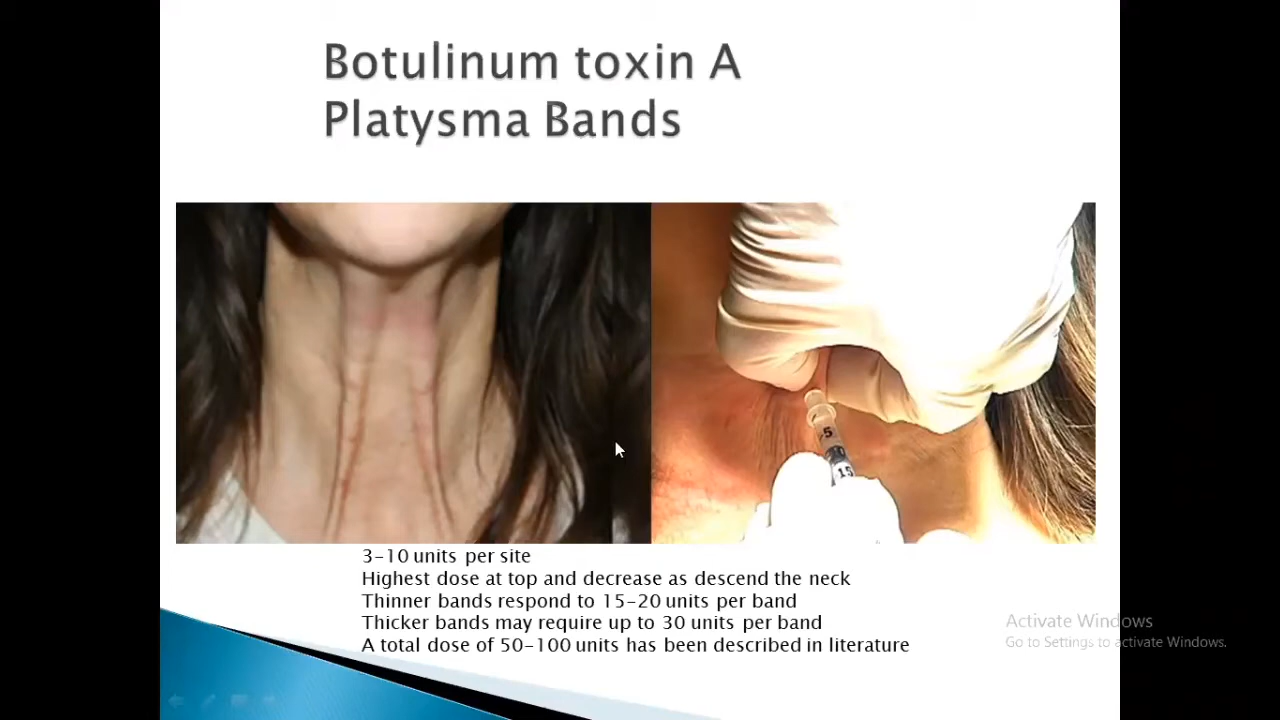 Botulinum toxin A
Platysma Bands
5
15
3-10 units per site
Highest dose at top and decrease as descend the neck
Thinner bands respond to 15-20 units per band
Thicker bands may require up to 30 units per band
A total dose of 50-100 units has been described in literature
Activate Windows
Go to Settings to activate Windows.